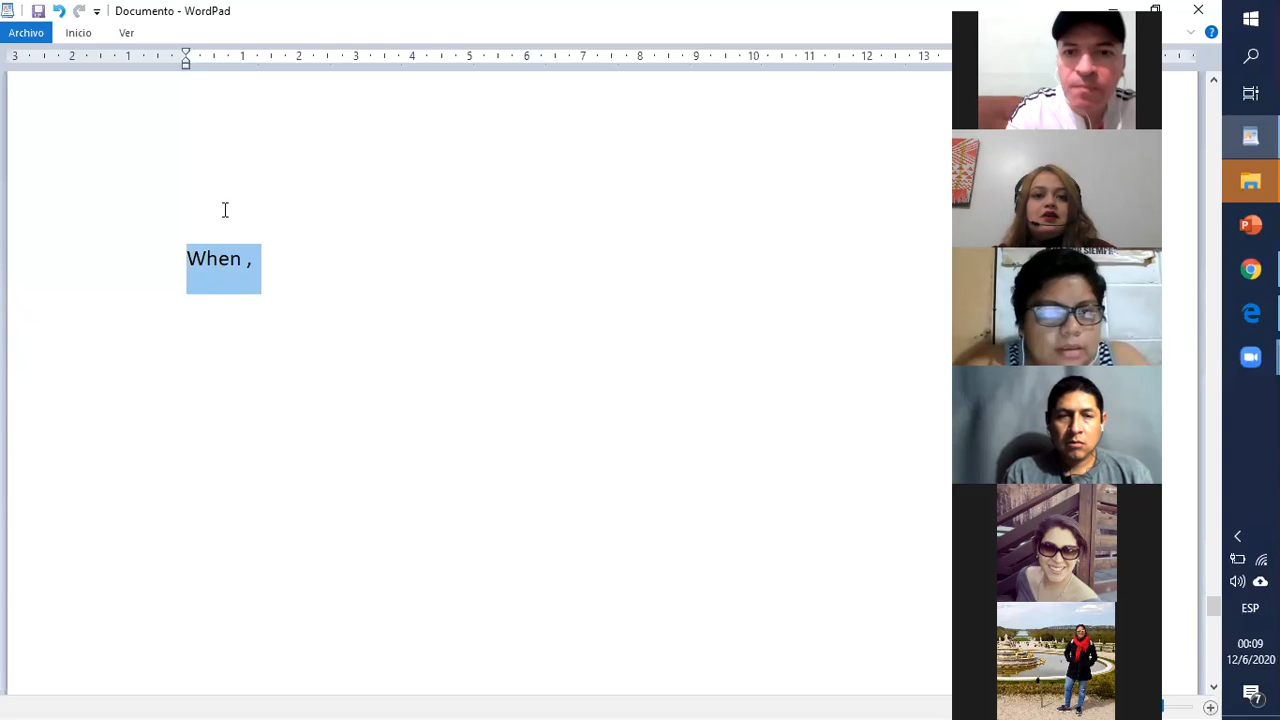 Documento - WordPad
Archivo
Inicio
Ver
3 2 1 1 2 3 4 5 6 7 8 9 10 11 12 13
When ,
ESP
00:09
12/6/2020
7